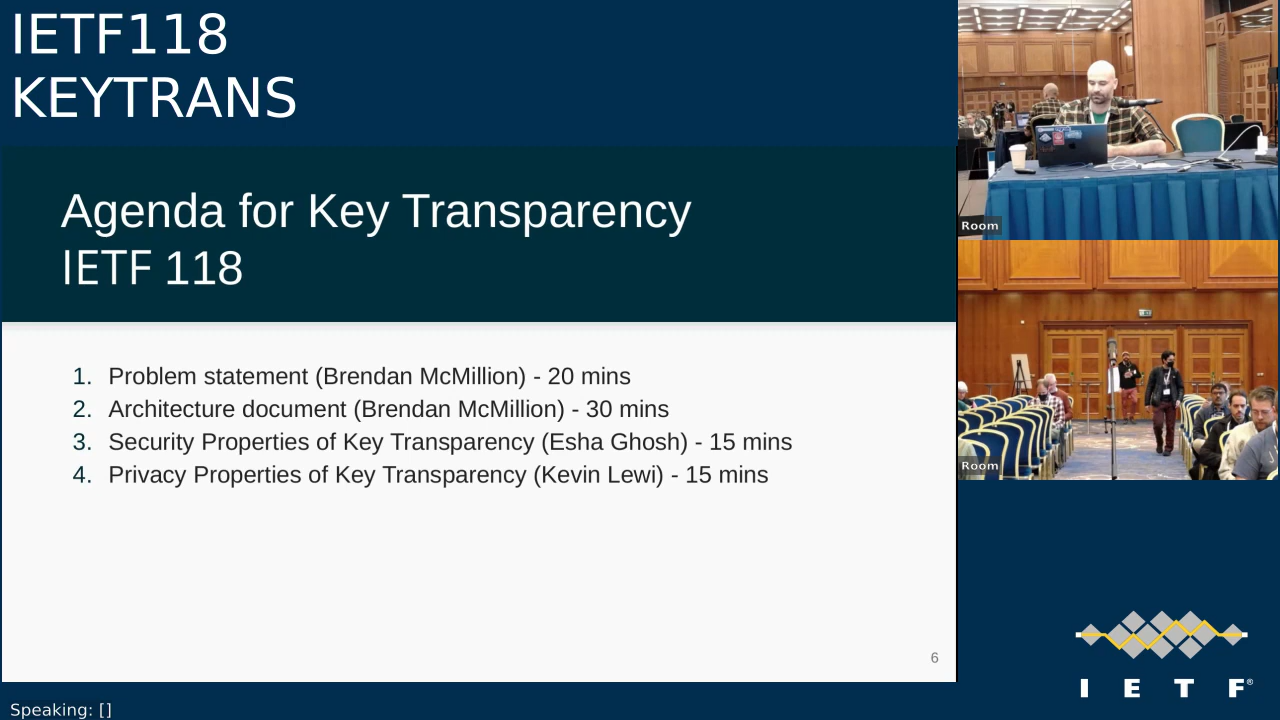 IETF118
KEYTRANS
Agenda for Key Transparency
IETF 118
1. Problem statement (Brendan McMillion) - 20 mins
2. Architecture document (Brendan McMillion) - 30 mins
3. Security Properties of Key Transparency (Esha Ghosh) - 15 mins
4. Privacy Properties of Key Transparency (Kevin Lewi) - 15 mins
6
Speaking: []
Room
Room
I E T F®